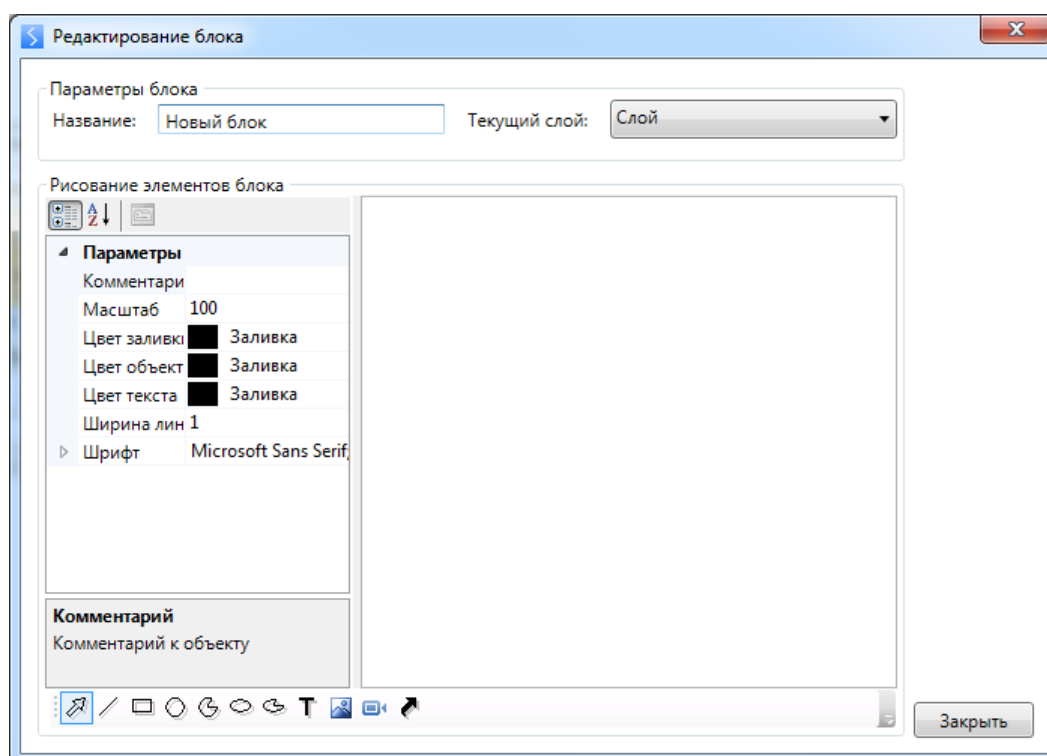 Редактирование блока
Параметры блока
Название: Новый блок Текущий слой: Слой
Рисование элементов блока
Параметры
Комментари
Масштаб 100
Цвет заливки Заливка
Цвет объект Заливка
Цвет текста Заливка
Ширина лин 1
Шрифт Microsoft Sans Serif,
Комментарий
Комментарий к объекту
T
Закрыть